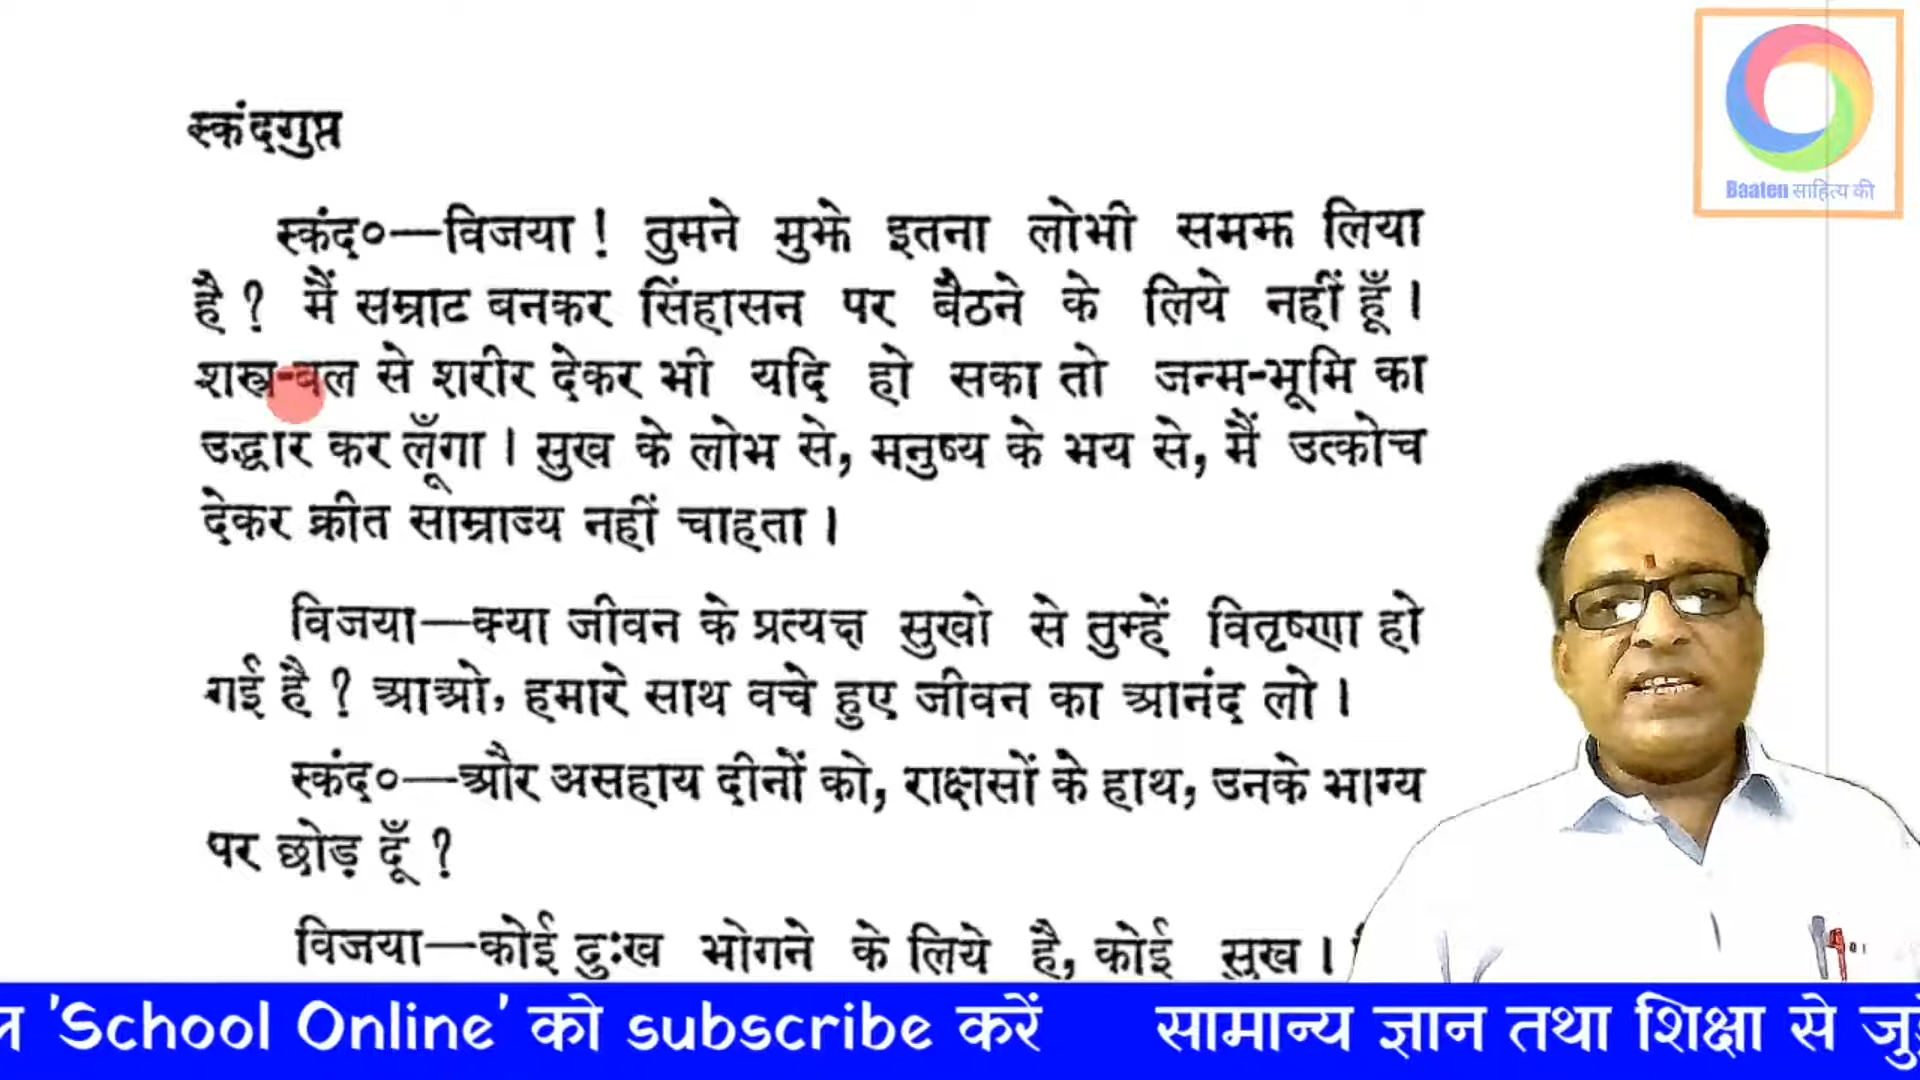 Baaten साहित्य की
स्कंदगुप्त
स्कंद०—विजया ! तुमने मुझे इतना लोभी समझ लिया
है ? मैं सम्राट बनकर सिंहासन पर बैठने के लिये नहीं हूँ ।
शस्त्र-बल से शरीर देकर भी यदि हो सका तो जन्म-भूमि का
उद्धार कर लूँगा । सुख के लोभ से, मनुष्य के भय से, मैं उत्कोच
देकर क्रीत साम्राज्य नहीं चाहता ।
विजया—क्या जीवन के प्रत्यक्ष सुखो से तुम्हें वितृष्णा हो
गई है ? आओ, हमारे साथ वचे हुए जीवन का आनंद लो ।
स्कंद०—और असहाय दीनों को, राक्षसों के हाथ, उनके भाग्य
पर छोड़ दूँ ?
विजया—कोई दुःख भोगने के लिये है, कोई सुख ।
'School Online' को subscribe करें सामान्य ज्ञान तथा शिक्षा से